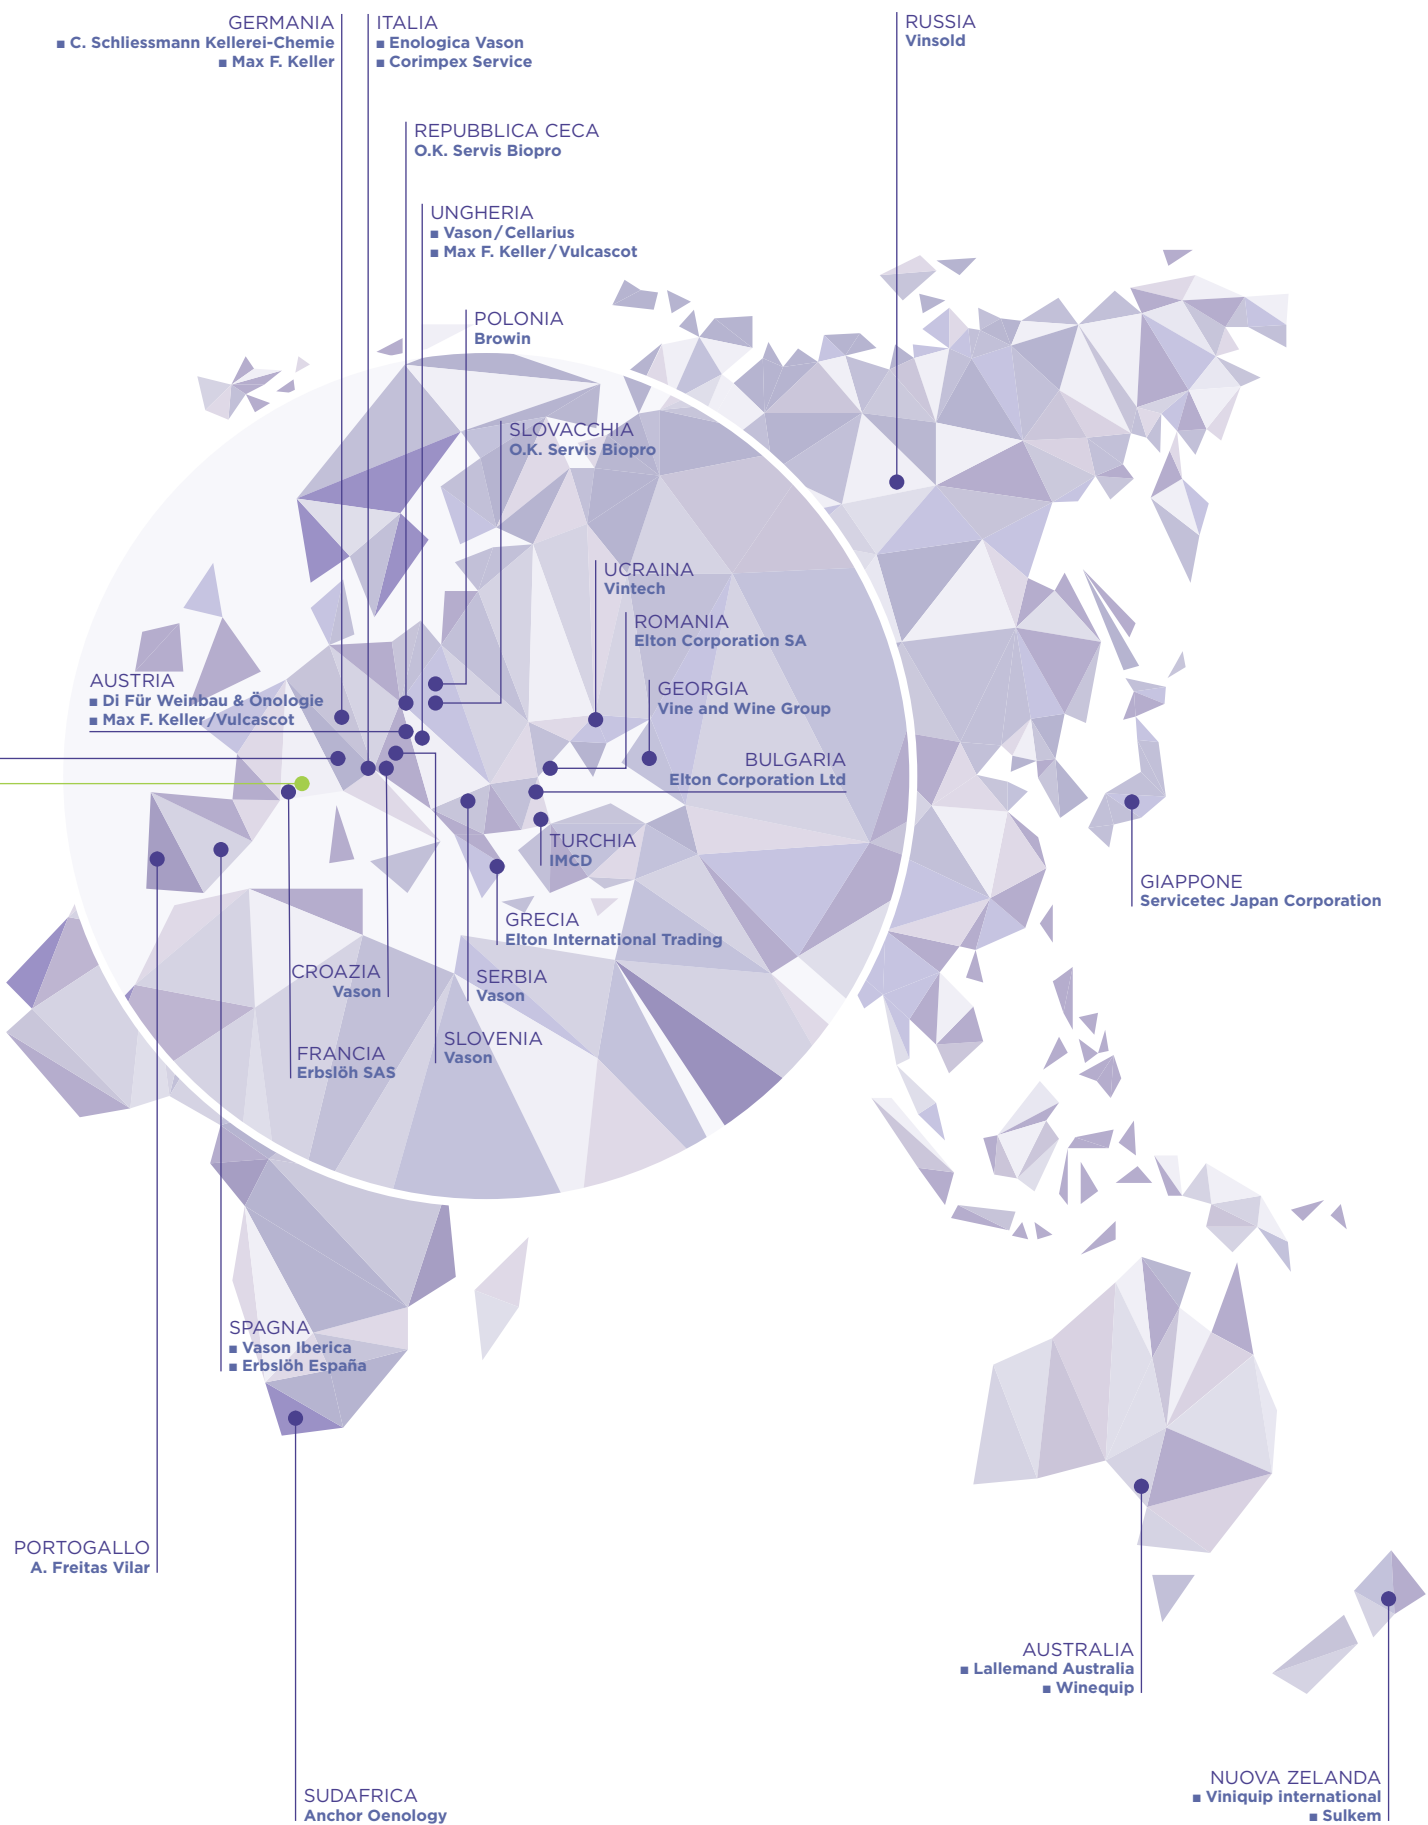 GERMANIA
▪ C. Schliessmann Kellerei-Chemie
▪ Max F. Keller
ITALIA
▪ Enologica Vason
▪ Corimpex Service
RUSSIA
Vinsold
REPUBBLICA CECA
O.K. Servis Biopro
UNGHERIA
▪ Vason/Cellarius
▪ Max F. Keller/Vulcascot
POLONIA
Browin
SLOVACCHIA
O.K. Servis Biopro
UCRAINA
Vintech
ROMANIA
Elton Corporation SA
AUSTRIA
▪ Di Für Weinbau & Önologie
▪ Max F. Keller/Vulcascot
GEORGIA
Vine and Wine Group
BULGARIA
Elton Corporation Ltd
TURCHIA
IMCD
GIAPPONE
Servicetec Japan Corporation
GRECIA
Elton International Trading
CROAZIA
Vason
SERBIA
Vason
SLOVENIA
Vason
FRANCIA
Erbslöh SAS
SPAGNA
▪ Vason Iberica
▪ Erbslöh España
PORTOGALLO
A. Freitas Vilar
AUSTRALIA
▪ Lallemand Australia
▪ Winequip
NUOVA ZELANDA
▪ Viniquip international
▪ Sulkem
SUDAFRICA
Anchor Oenology